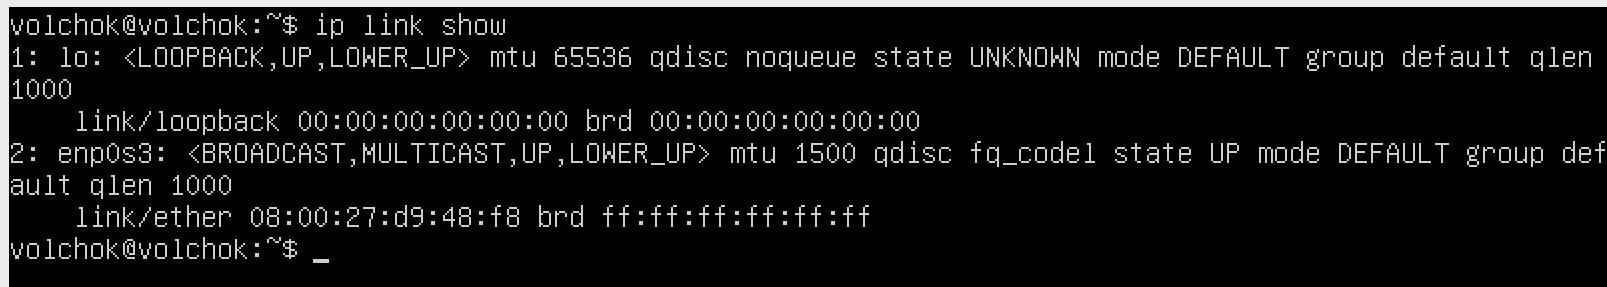 volchok@volchok:~$ ip link show
1: lo: <LOOPBACK,UP,LOWER_UP> mtu 65536 qdisc noqueue state UNKNOWN mode DEFAULT group default qlen
1000
    link/loopback 00:00:00:00:00:00 brd 00:00:00:00:00:00
2: enp0s3: <BROADCAST,MULTICAST,UP,LOWER_UP> mtu 1500 qdisc fq_codel state UP mode DEFAULT group def
ault qlen 1000
    link/ether 08:00:27:d9:48:f8 brd ff:ff:ff:ff:ff:ff
volchok@volchok:~$ _